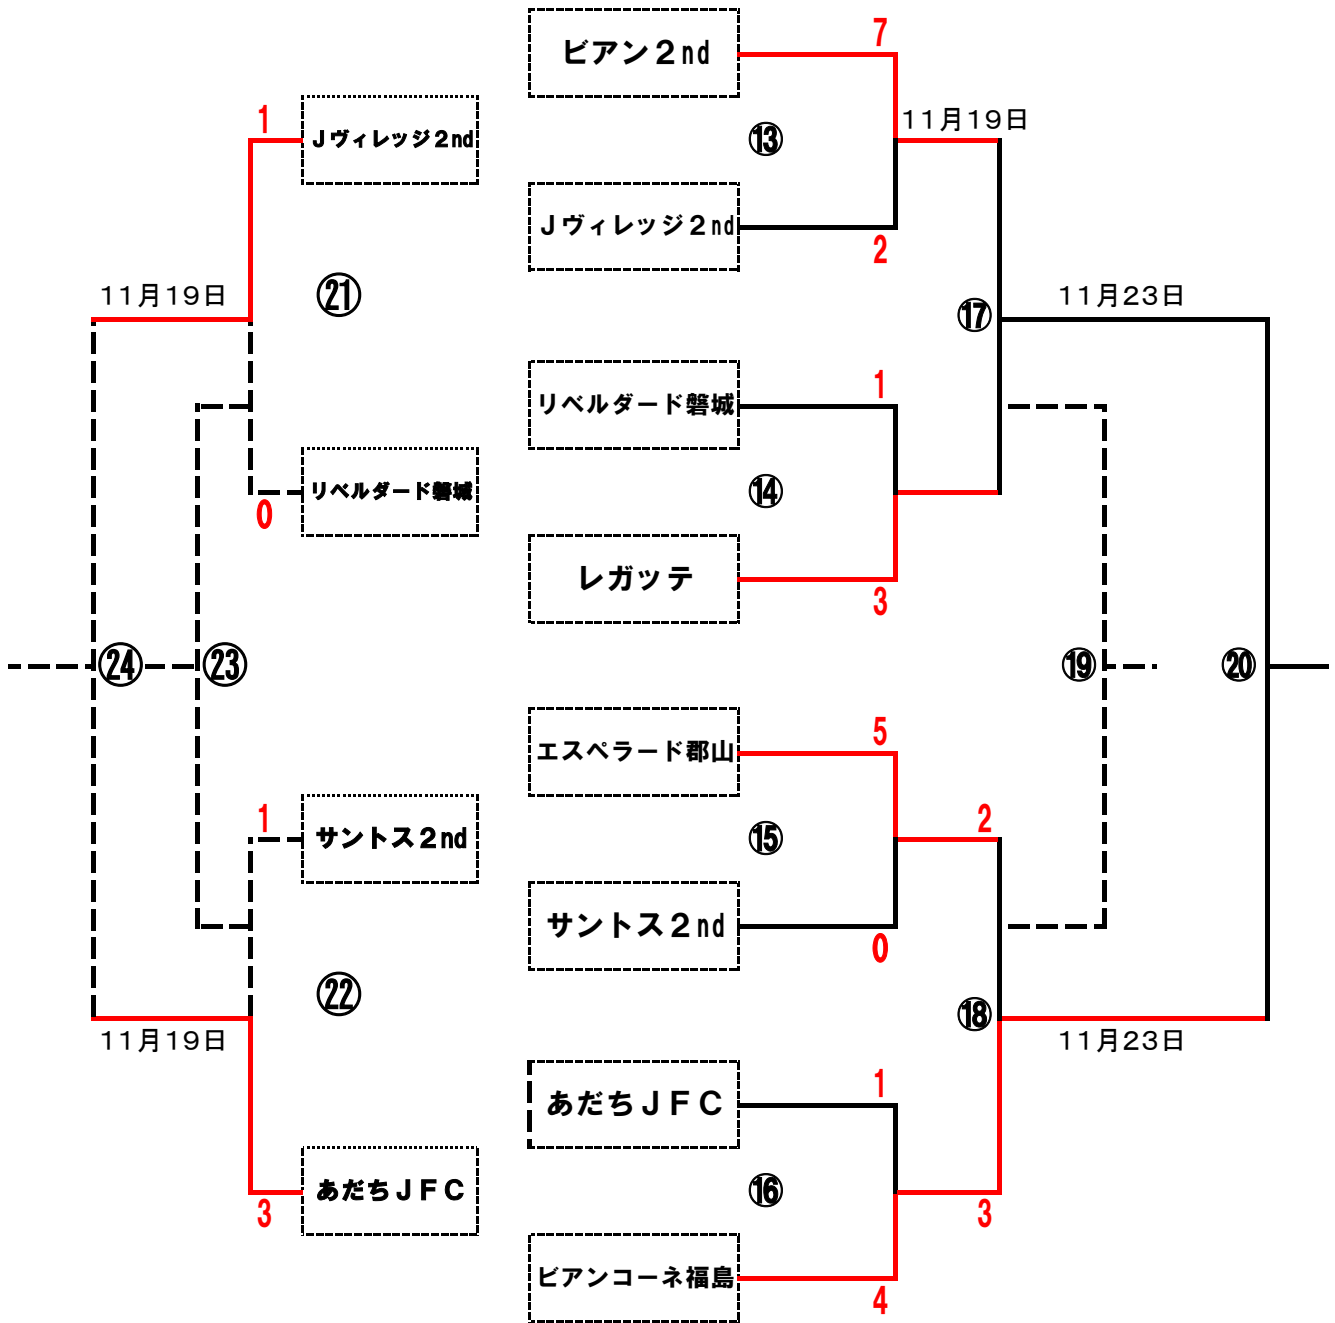 7
ビアン２nd
1
11月19日
Ｊヴィレッジ２nd
⑬
Ｊヴィレッジ２nd
2
㉑
11月19日
⑰
11月23日
1
リベルダード磐城
リベルダード磐城
⑭
0
レガッテ
3
㉔
㉓
⑲
⑳
5
エスペラード郡山
1
2
サントス２nd
⑮
サントス２nd
0
㉒
⑱
11月19日
11月23日
1
あだちＪＦＣ
あだちＪＦＣ
⑯
3
3
ビアンコーネ福島
4